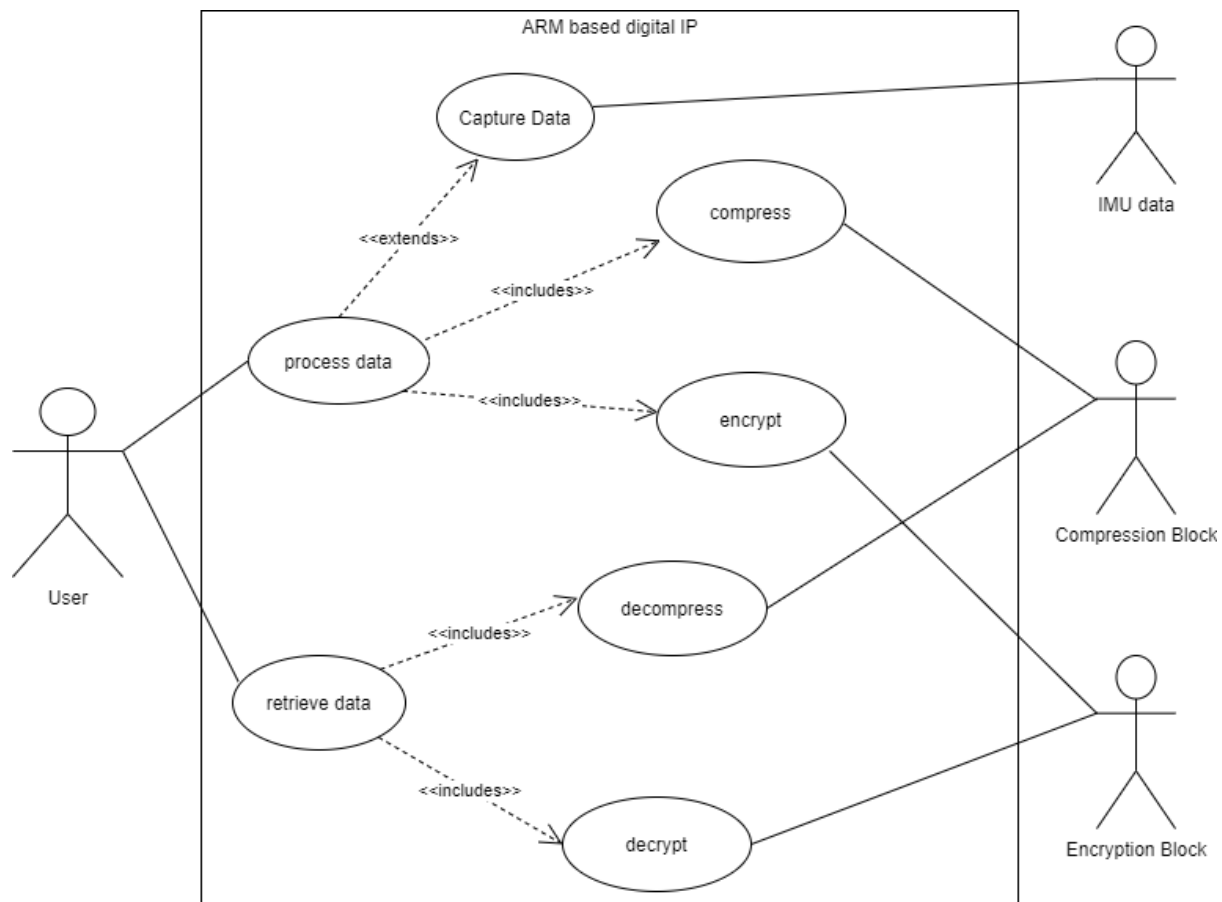 ARM based digital IP
Capture Data
IMU data
compress
<<extends>>
<<includes>>
process data
<<includes>>
encrypt
Compression Block
User
decompress
<<includes>>
retrieve data
<<includes>>
decrypt
Encryption Block